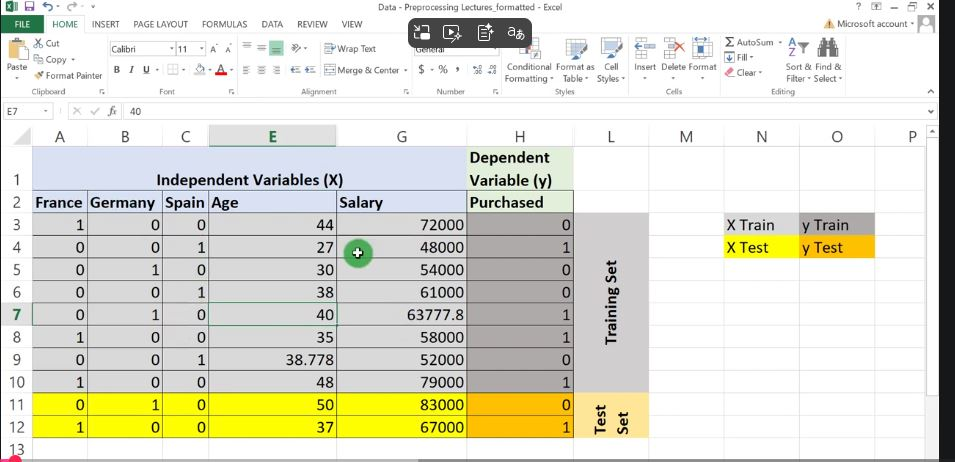 Data - Preprocessing Lectures_formatted - Excel
FILE HOME INSERT PAGE LAYOUT FORMULAS DATA REVIEW VIEW Microsoft account
Cut
Copy
Format Painter
Paste
Clipboard
Calibri 11
B I U
Font
Wrap Text
Merge & Center
Alignment
General
$ % ,
Number
Conditional Formatting
Format as Table
Cell Styles
Styles
Insert Delete Format
Cells
AutoSum
Fill
Clear
Sort & Filter
Find & Select
Editing
E7 fx 40
A B C E G H L M N O P
1 Independent Variables (X) Dependent Variable (y)
2 France Germany Spain Age Salary Purchased
3 1 0 0 44 72000 0 X Train y Train
4 0 0 1 27 48000 1 X Test y Test
5 0 1 0 30 54000 0
6 0 0 1 38 61000 0
7 0 1 0 40 63777.8 1
8 1 0 0 35 58000 1
9 0 0 1 38.778 52000 0
10 1 0 0 48 79000 1
11 0 1 0 50 83000 0
12 1 0 0 37 67000 1
13
Training Set
Test
Set